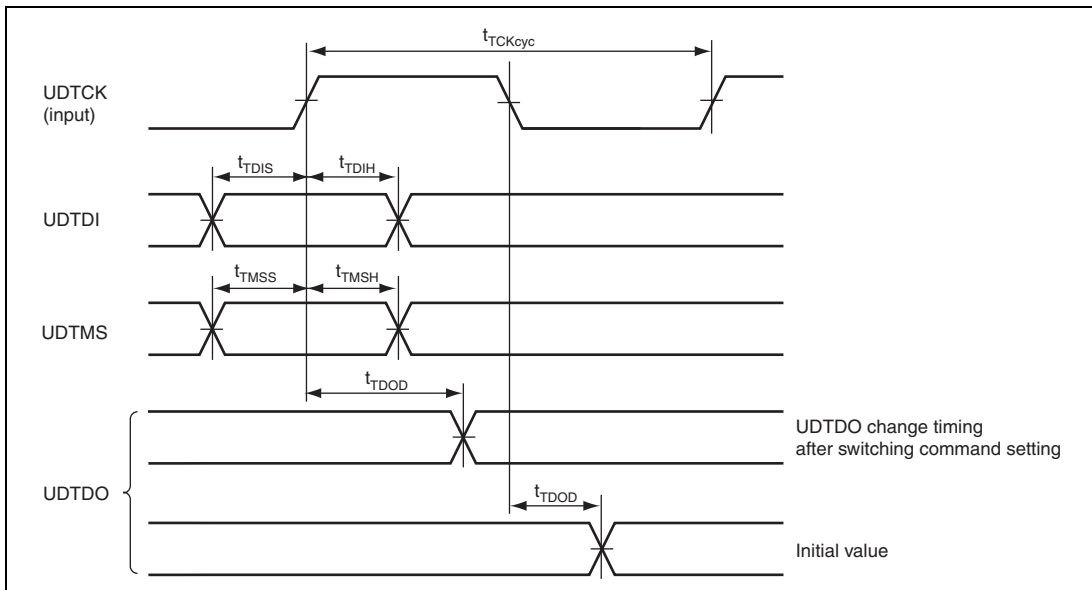 tTCKcyc
UDTCK
(input)
tTDIS
tTDIH
UDTDI
tTMSS
tTMSH
UDTMS
tTDOD
UDTDO change timing
after switching command setting
UDTDO
tTDOD
Initial value